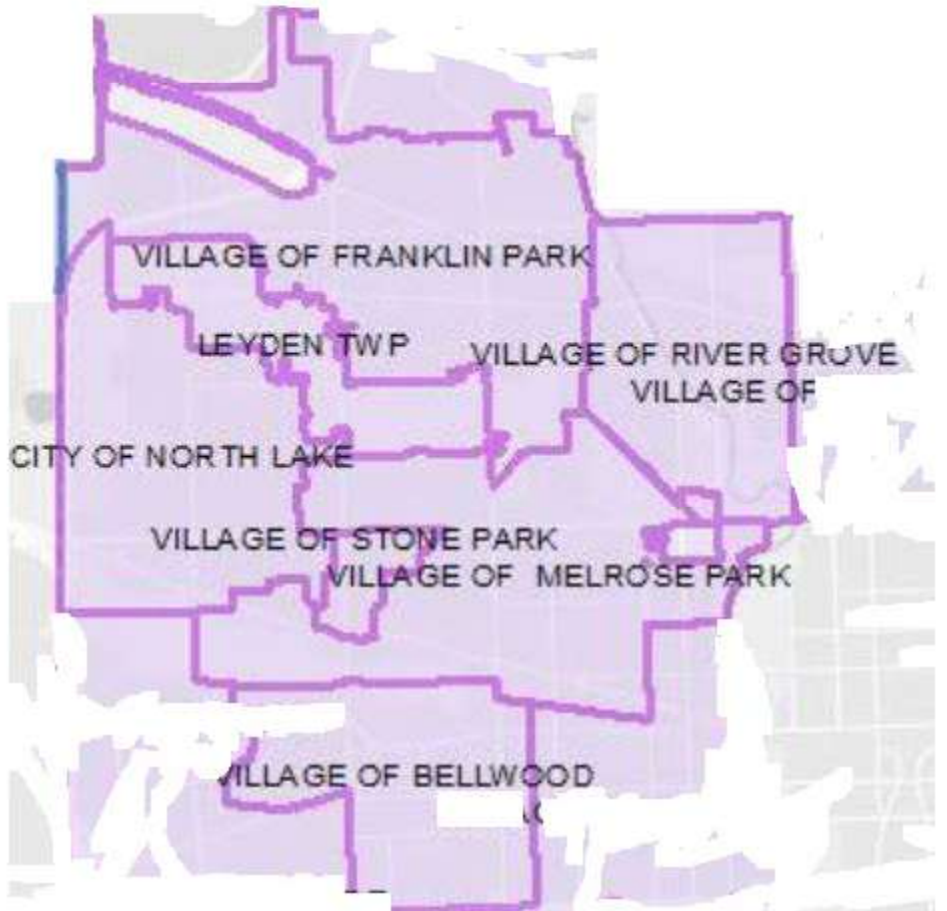 VILLAGE OF FRANKLIN PARK
LEYDEN TWP
VILLAGE OF RIVER GROVE
VILLAGE OF
CITY OF NORTH LAKE
VILLAGE OF STONE PARK
VILLAGE OF MELROSE PARK
VILLAGE OF BELLWOOD